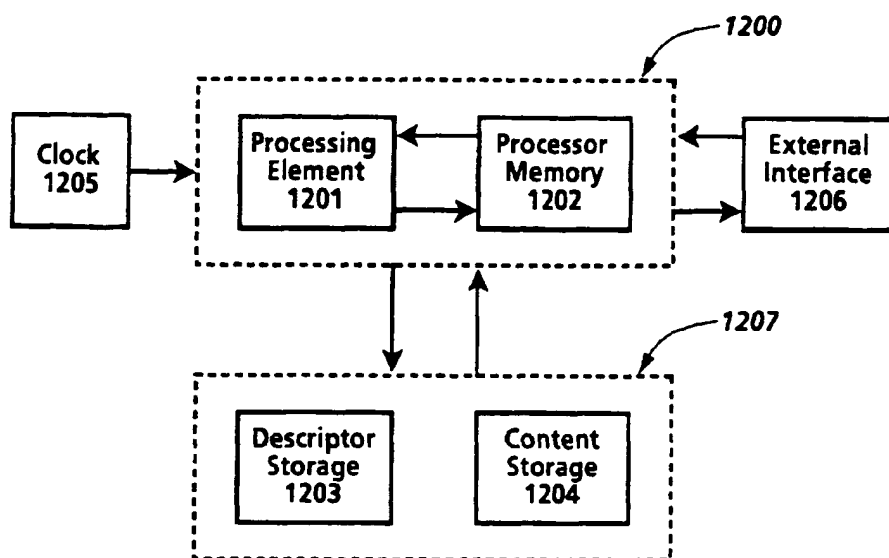 1200
Clock
1205
Processing
Element
1201
Processor
Memory
1202
External
Interface
1206
1207
Descriptor
Storage
1203
Content
Storage
1204